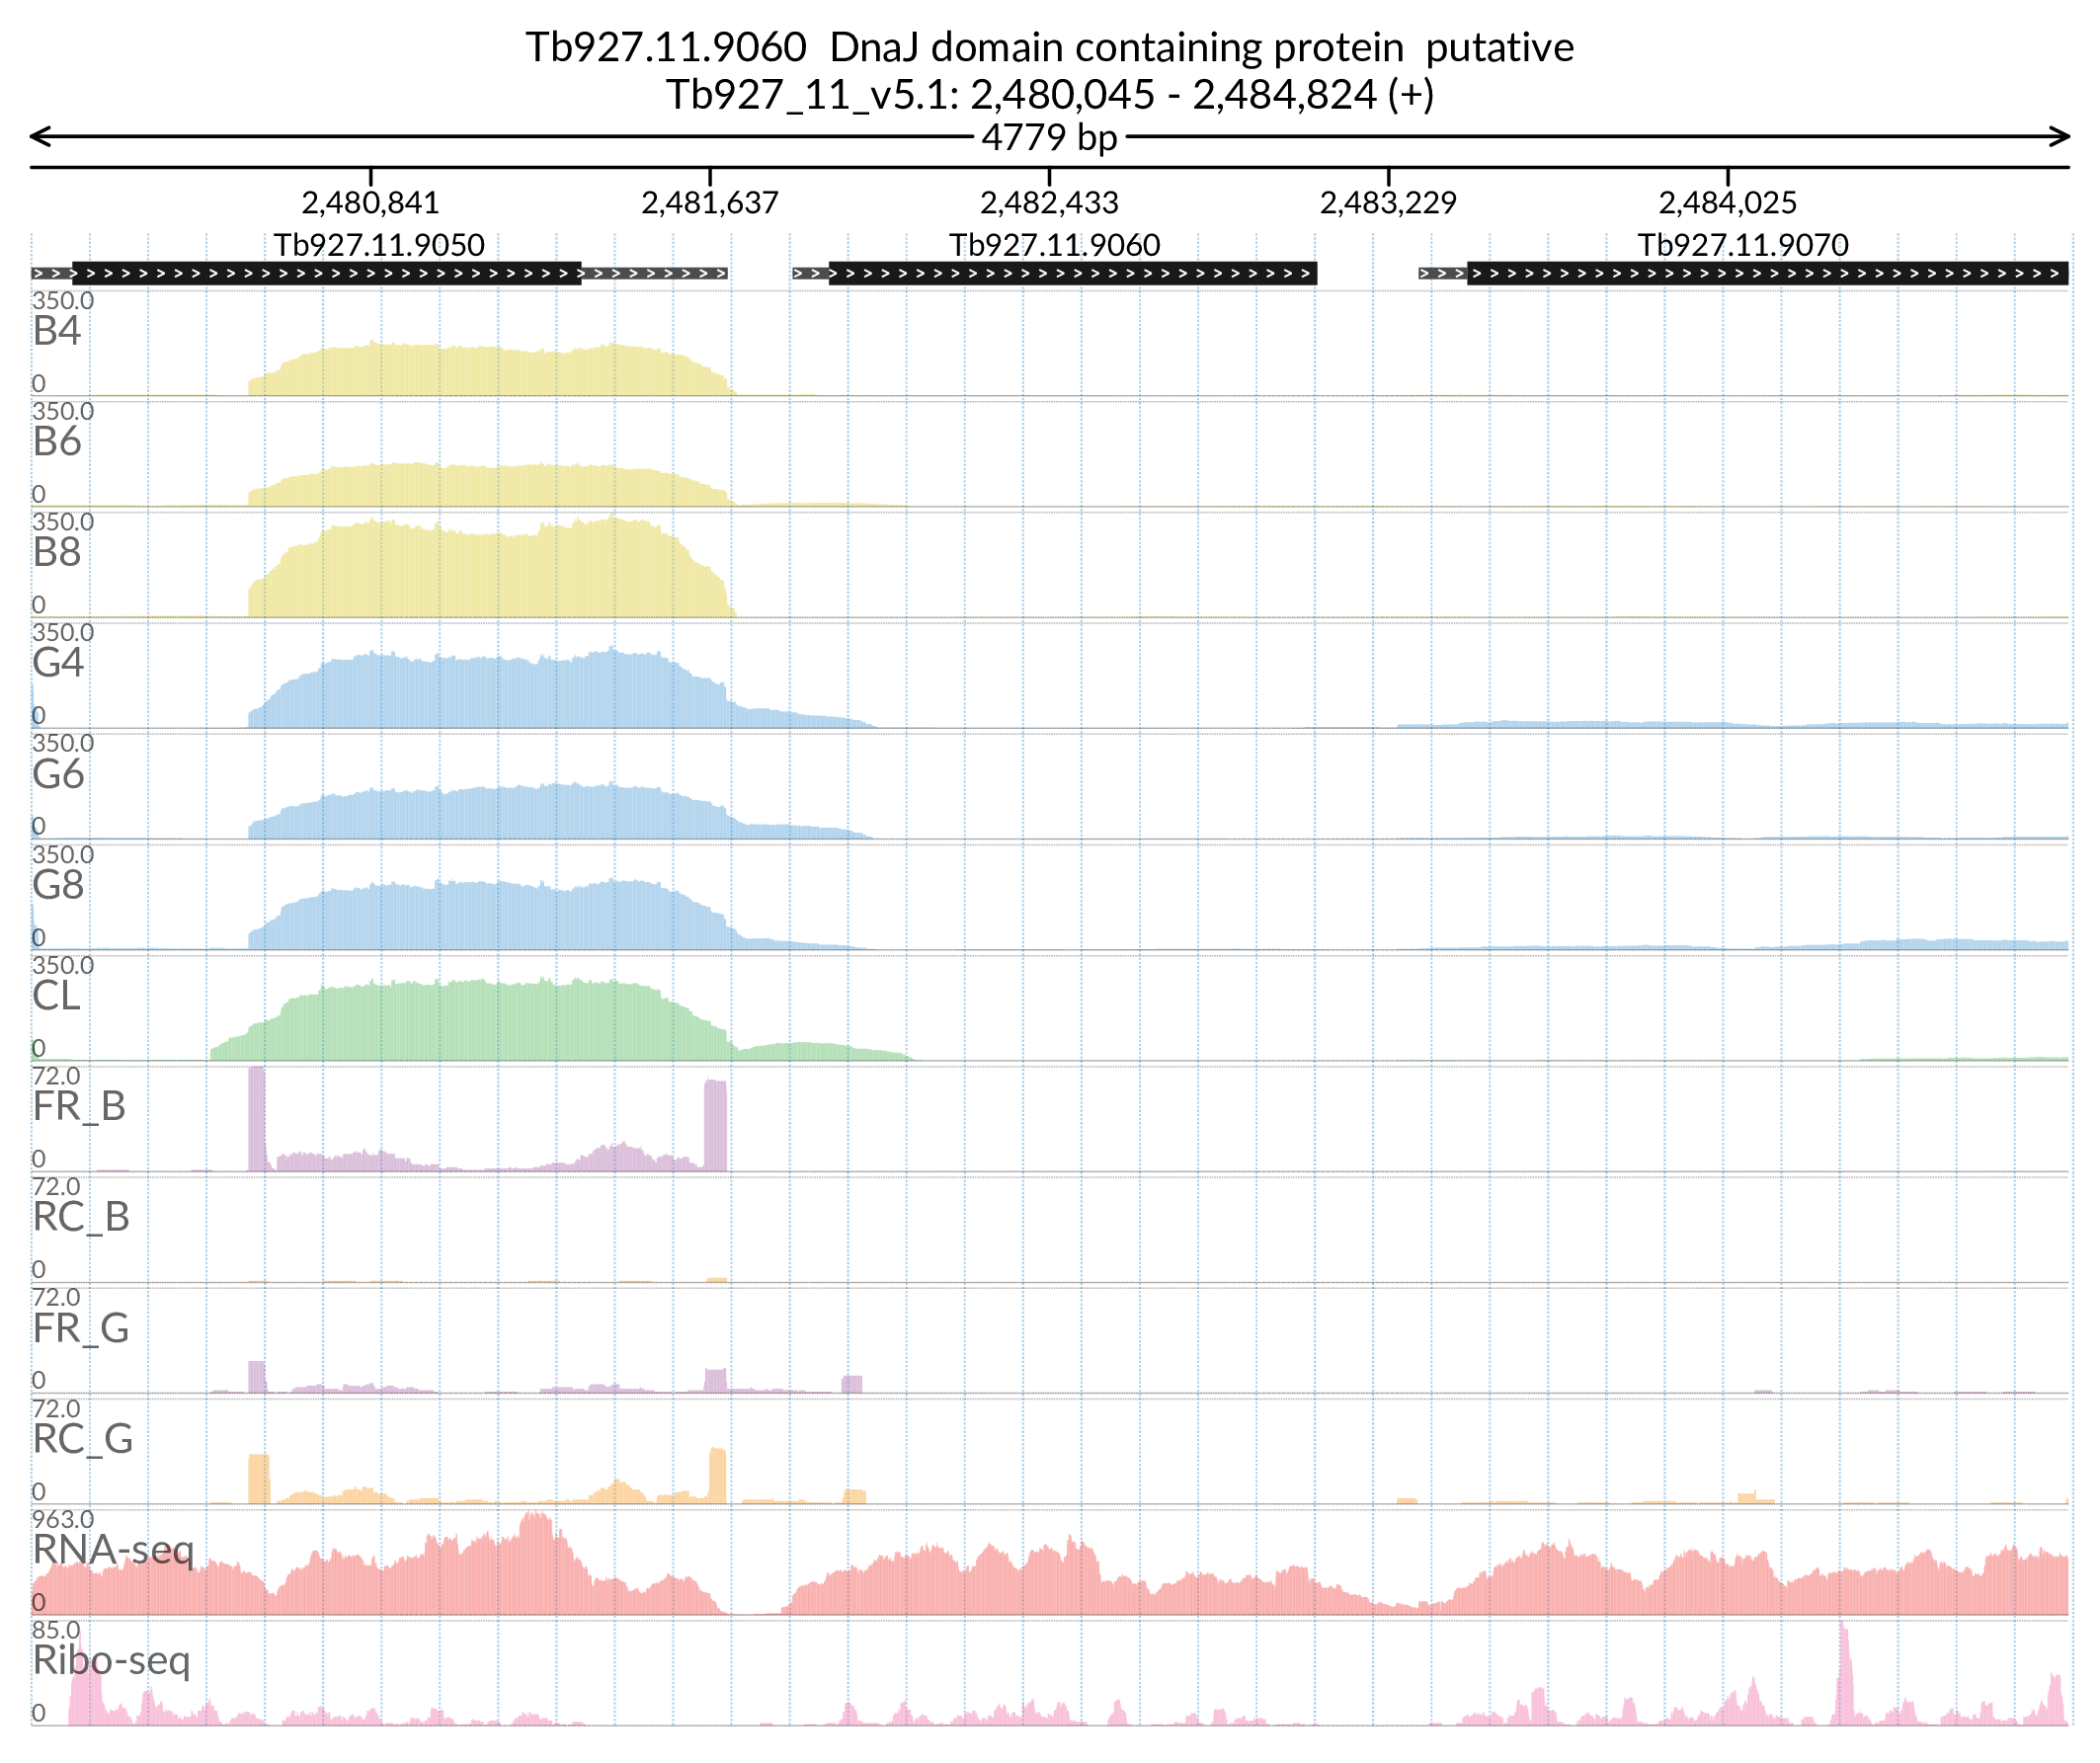 Tb927.11.9060  DnaJ domain containing protein  putative
Tb927_11_v5.1: 2,480,045 - 2,484,824 (+)
4779 bp
2,480,841 2,481,637 2,482,433 2,483,229 2,484,025
Tb927.11.9050 Tb927.11.9060 Tb927.11.9070
350.0
B4
0
350.0
B6
0
350.0
B8
0
350.0
G4
0
350.0
G6
0
350.0
G8
0
350.0
CL
0
72.0
FR_B
0
72.0
RC_B
0
72.0
FR_G
0
72.0
RC_G
0
963.0
RNA-seq
0
85.0
Ribo-seq
0